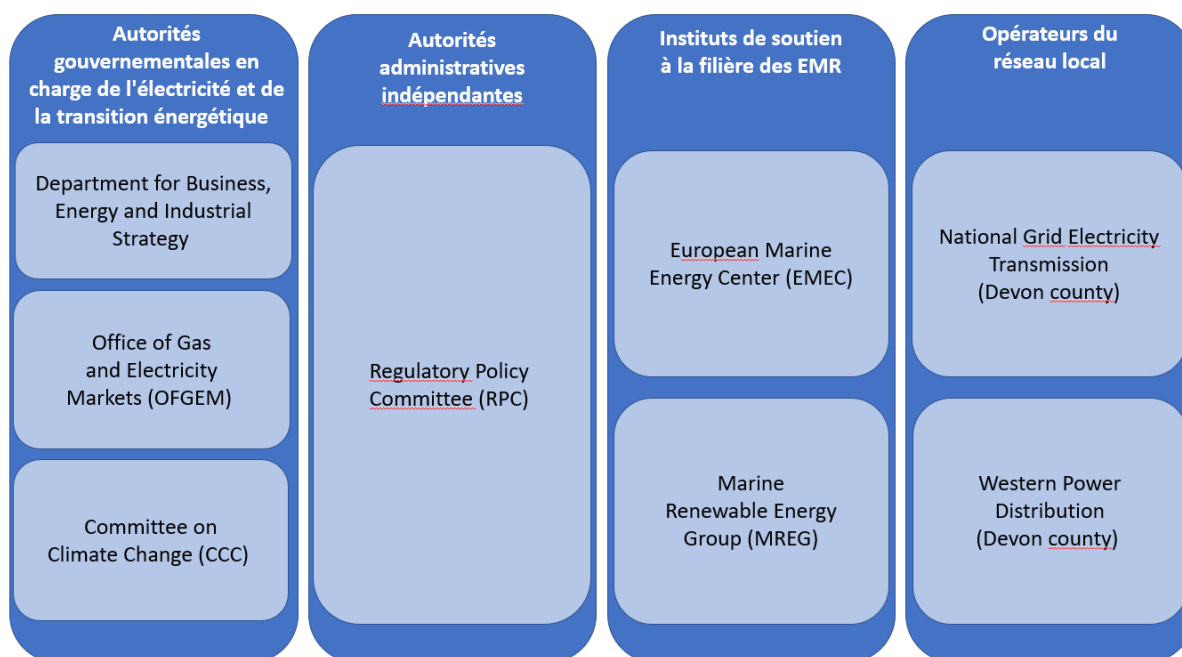 Autorités
gouvernementales en
charge de l'électricité et de
la transition énergétique
Department for Business,
Energy and Industrial
Strategy
Office of Gas
and Electricity
Markets (OFGEM)
Committee on
Climate Change (CCC)
Autorités
administratives
indépendantes
Regulatory Policy
Committee (RPC)
Instituts de soutien
à la filière des EMR
European Marine
Energy Center (EMEC)
Marine
Renewable Energy
Group (MREG)
Opérateurs du
réseau local
National Grid Electricity
Transmission
(Devon county)
Western Power
Distribution
(Devon county)